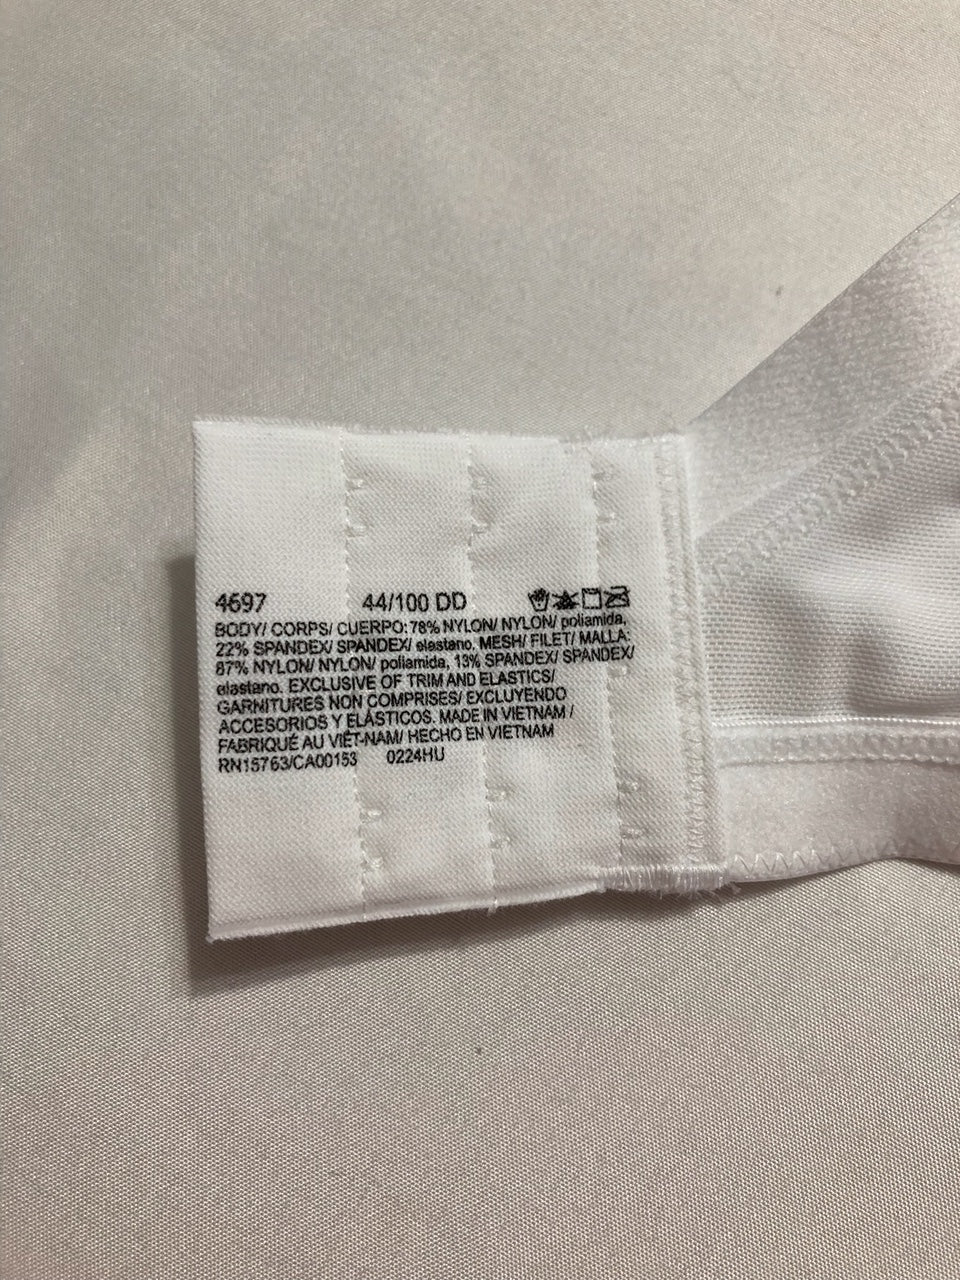 4697 44/100 DD
BODY/ CORPS/ CUERPO: 78% NYLON/ NYLON/ poliamida,
22% SPANDEX/ SPANDEX/ elastano. MESH/ FILET/ MALLA:
87% NYLON/ NYLON/ poliamida, 13% SPANDEX/ SPANDEX/
elastano. EXCLUSIVE OF TRIM AND ELASTICS/
GARNITURES NON COMPRISES/ EXCLUYENDO
ACCESORIOS Y ELÁSTICOS. MADE IN VIETNAM /
FABRIQUÉ AU VIÊT-NAM/ HECHO EN VIETNAM
RN15763/CA00153 0224HU